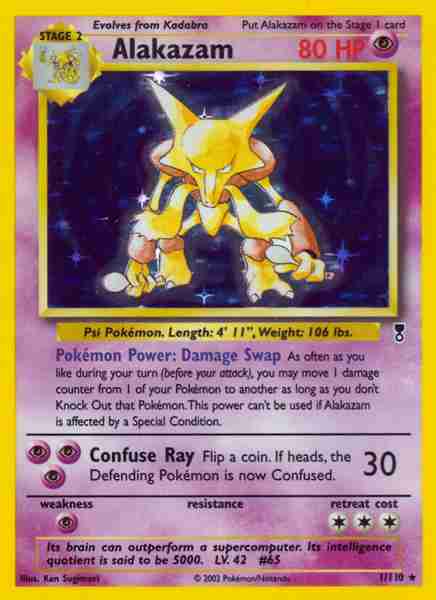 Evolves from Kadabra
Put Alakazam on the Stage 1 card
STAGE 2
Alakazam
80 HP
Psi Pokémon. Length: 4' 11", Weight: 106 lbs.
Pokémon Power: Damage Swap As often as you
like during your turn (before your attack), you may move 1 damage
counter from 1 of your Pokémon to another as long as you don't
Knock Out that Pokémon. This power can't be used if Alakazam
is affected by a Special Condition.
Confuse Ray Flip a coin. If heads, the
Defending Pokémon is now Confused.
30
weakness
resistance
retreat cost
Its brain can outperform a supercomputer. Its intelligence
quotient is said to be 5000. LV. 42 #65
Illus. Ken Sugimori
© 2002 Pokémon/Nintendo
1/110 ★